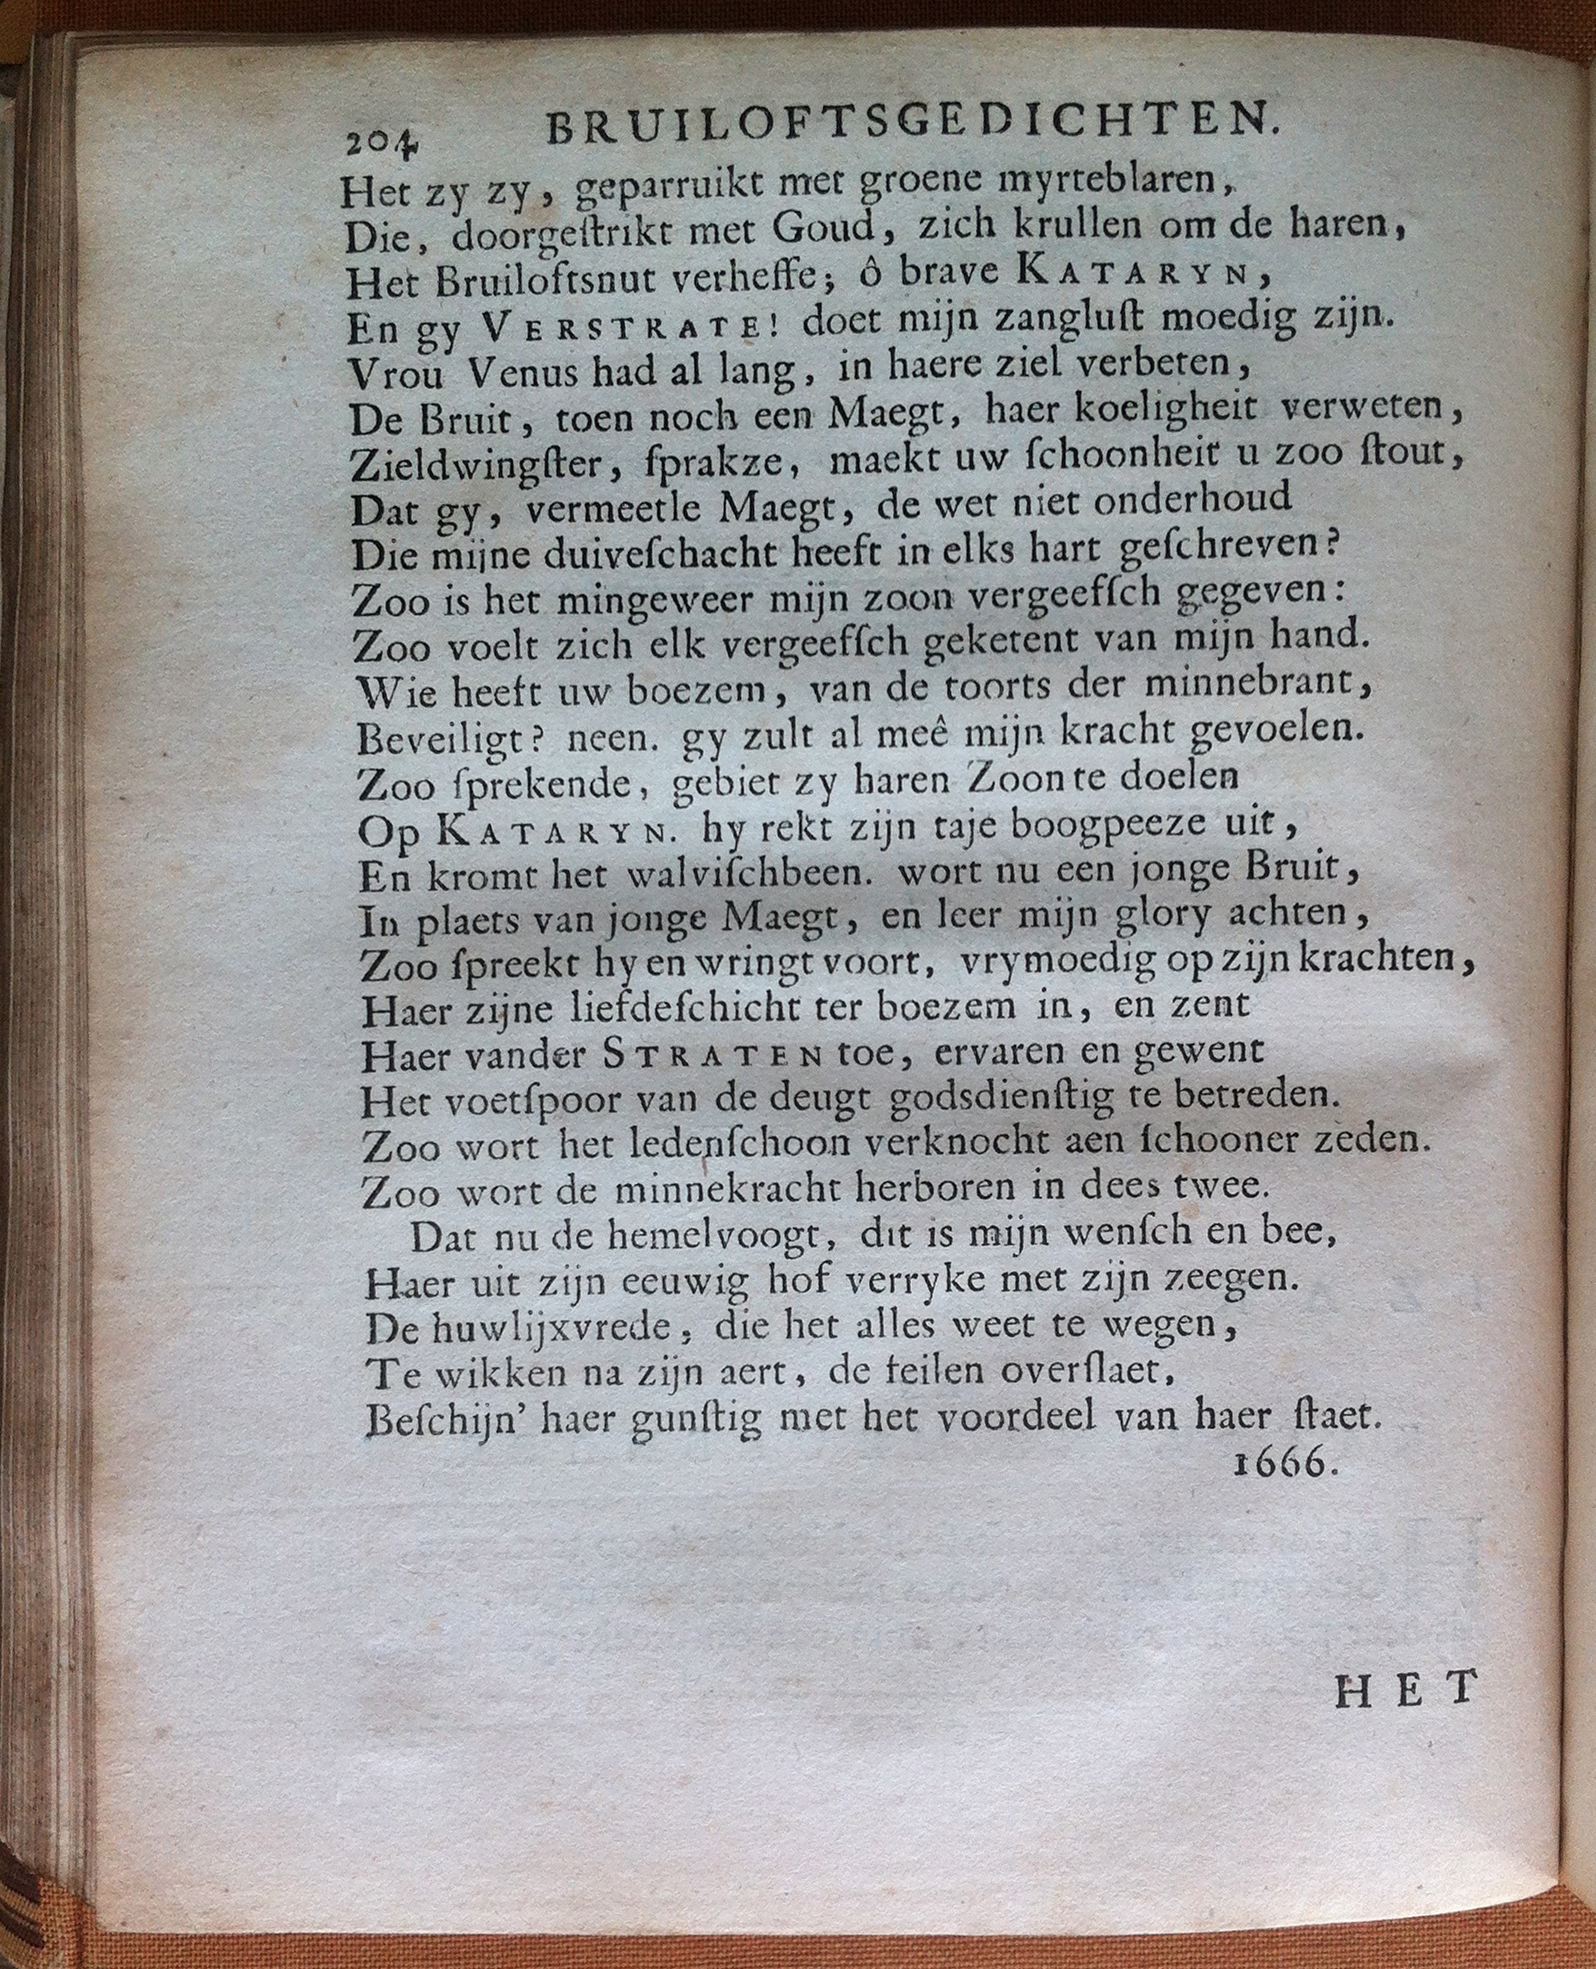 204 BRUILOFTSGEDICHTEN.
Het zy zy, geparruikt met groene myrteblaren,
Die, doorgeſtrikt met Goud, zich krullen om de haren,
Het Bruiloftsnut verheffe; ô brave KATARYN,
En gy VERSTRATE! doet mijn zangluſt moedig zijn.
Vrou Venus had al lang, in haere ziel verbeten,
De Bruit, toen noch een Maegt, haer koeligheit verweten,
Zieldwingſter, ſprakze, maekt uw ſchoonheit u zoo ſtout,
Dat gy, vermeetle Maegt, de wet niet onderhoud
Die mijne duiveſchacht heeft in elks hart geſchreven?
Zoo is het mingeweer mijn zoon vergeefſch gegeven:
Zoo voelt zich elk vergeefſch geketent van mijn hand.
Wie heeft uw boezem, van de toorts der minnebrant,
Beveiligt? neen. gy zult al meê mijn kracht gevoelen.
Zoo ſprekende, gebiet zy haren Zoon te doelen
Op KATARYN. hy rekt zijn taje boogpeeze uit,
En kromt het walviſchbeen. wort nu een jonge Bruit,
In plaets van jonge Maegt, en leer mijn glory achten,
Zoo ſpreekt hy en wringt voort, vrymoedig op zijn krachten,
Haer zijne liefdeſchicht ter boezem in, en zent
Haer vander STRATEN toe, ervaren en gewent
Het voetſpoor van de deugt godsdienſtig te betreden.
Zoo wort het ledenſchoon verknocht aen ſchooner zeden.
Zoo wort de minnekracht herboren in dees twee.
Dat nu de hemelvoogt, dit is mijn wenſch en bee,
Haer uit zijn eeuwig hof verryke met zijn zeegen.
De huwlijxvrede, die het alles weet te wegen,
Te wikken na zijn aert, de feilen overſlaet,
Beſchijn' haer gunſtig met het voordeel van haer ſtaet.
1666.
HET